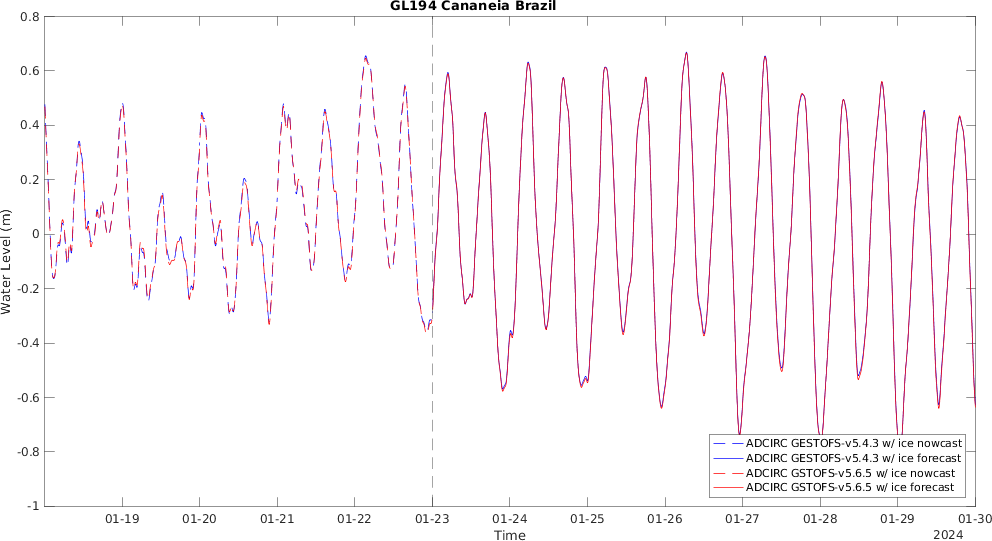 GL194 Cananeia Brazil
Water Level (m)
0.8
0.6
0.4
0.2
0
-0.2
-0.4
-0.6
-0.8
-1
ADCIRC GESTOFS-v5.4.3 w/ ice nowcast
ADCIRC GESTOFS-v5.4.3 w/ ice forecast
ADCIRC GSTOFS-v5.6.5 w/ ice nowcast
ADCIRC GSTOFS-v5.6.5 w/ ice forecast
01-19 01-20 01-21 01-22 01-23 01-24 01-25 01-26 01-27 01-28 01-29 01-30
Time
2024